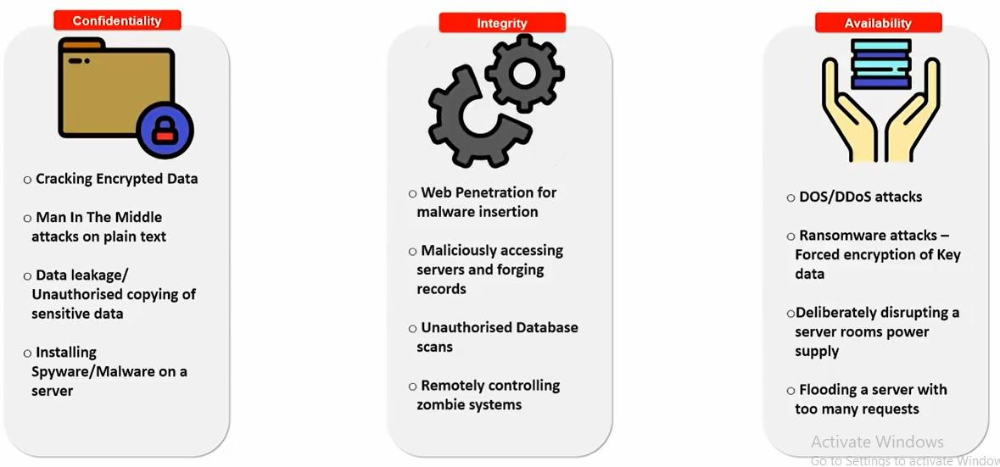 Confidentiality
○ Cracking Encrypted Data
○ Man In The Middle
attacks on plain text
○ Data leakage/
Unauthorised copying of
sensitive data
○ Installing
Spyware/Malware on a
server
Integrity
○ Web Penetration for
malware insertion
○ Maliciously accessing
servers and forging
records
○ Unauthorised Database
scans
○ Remotely controlling
zombie systems
Availability
○ DOS/DDoS attacks
○ Ransomware attacks –
Forced encryption of Key
data
○Deliberately disrupting a
server rooms power
supply
○ Flooding a server with
too many requests
Activate Windows
Go to Settings to activate Window